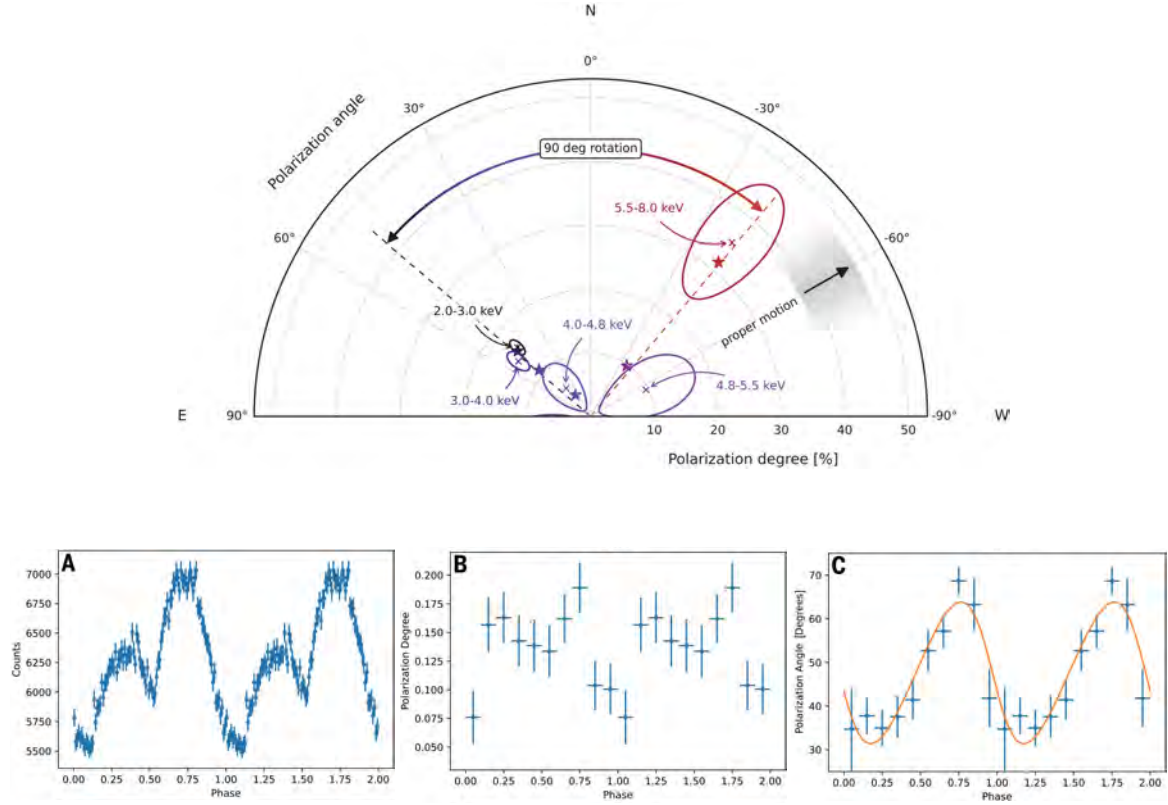 N
0°
30°
-30°
Polarization angle
90 deg rotation
60°
-60°
5.5-8.0 keV
2.0-3.0 keV
4.0-4.8 keV
proper motion
3.0-4.0 keV
4.8-5.5 keV
E
90°
-90°
W
10
20
30
40
50
Polarization degree [%]
A
Counts
7000
6750
6500
6250
6000
5750
5500
0.00 0.25 0.50 0.75 1.00 1.25 1.50 1.75 2.00
Phase
B
Polarization Degree
0.200
0.175
0.150
0.125
0.100
0.075
0.050
0.00 0.25 0.50 0.75 1.00 1.25 1.50 1.75 2.00
Phase
C
Polarization Angle [Degrees]
70
60
50
40
30
0.00 0.25 0.50 0.75 1.00 1.25 1.50 1.75 2.00
Phase